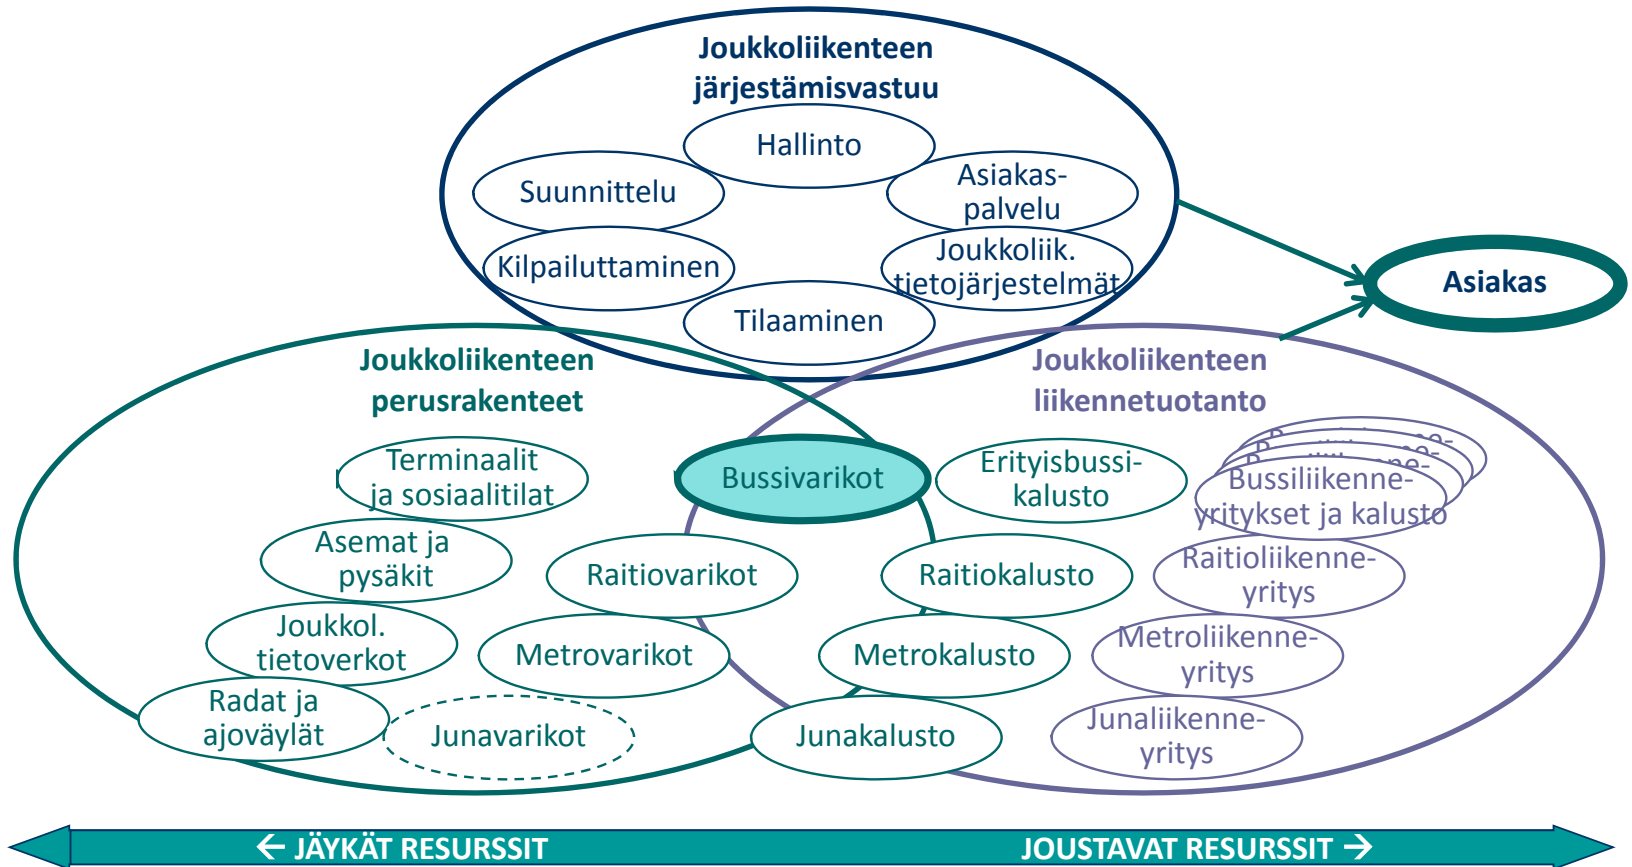 Joukkoliikenteen
järjestämisvastuu
Hallinto
Suunnittelu
Asiakas-
palvelu
Kilpailuttaminen
Joukkoliik.
tietojärjestelmät
Tilaaminen
Asiakas
Joukkoliikenteen
perusrakenteet
Joukkoliikenteen
liikennetuotanto
Terminaalit
ja sosiaalitilat
Bussivarikot
Erityisbussi-
kalusto
Bussiliikenne-
yritykset ja kalusto
Asemat ja
pysäkit
Raitiovarikot
Raitiokalusto
Raitioliikenne-
yritys
Joukkol.
tietoverkot
Metrovarikot
Metrokalusto
Metroliikenne-
yritys
Radat ja
ajoväylät
Junavarikot
Junakalusto
Junaliikenne-
yritys
← JÄYKÄT RESURSSIT
JOUSTAVAT RESURSSIT →